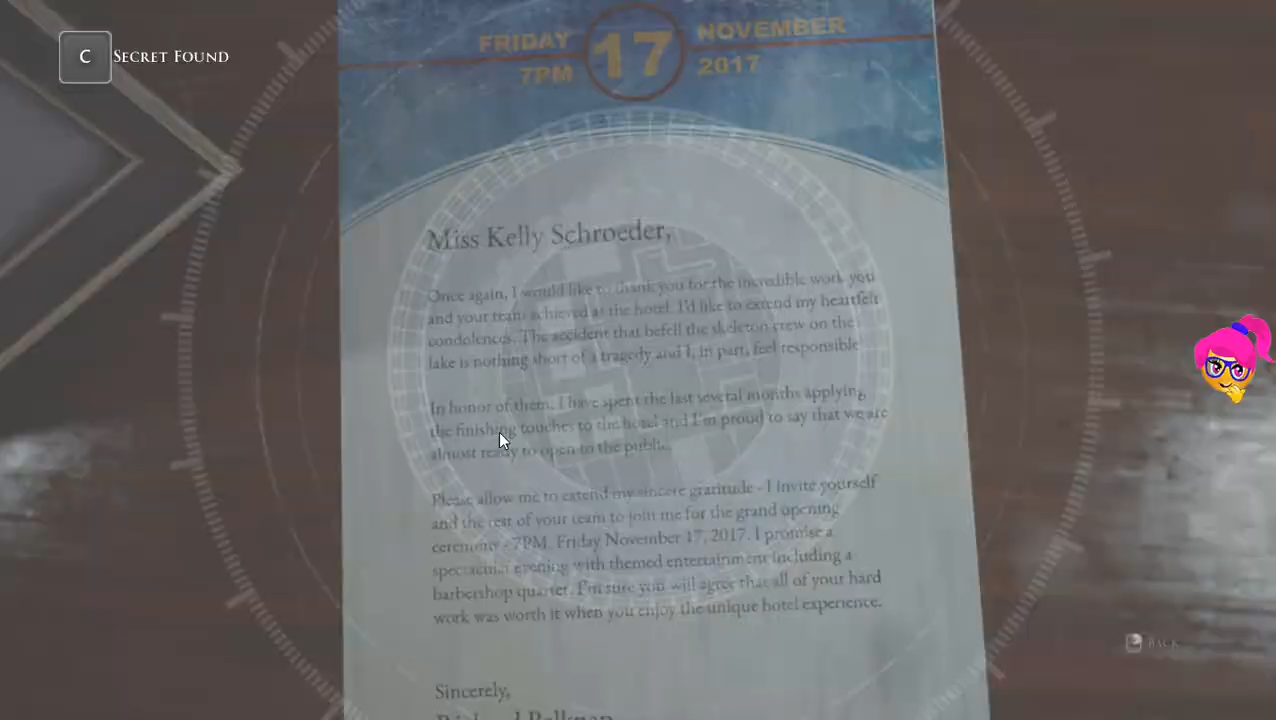 C SECRET FOUND
FRIDAY 17 NOVEMBER
7PM 2017
Miss Kelly Schroeder,
Once again, I would like to thank you for the incredible work you
and your team achieved at the hotel. I'd like to extend my heartfelt
condolences. The accident that befell the skeleton crew on the
lake is nothing short of a tragedy and I, in part, feel responsible
In honor of them, I have spent the last several months applying
the finishing touches to the hotel and I'm proud to say that we are
almost ready to open to the public.
Please allow me to extend my sincere gratitude - I invite yourself
and the rest of your team to join me for the grand opening
ceremony - 7PM, Friday November 17, 2017. I promise a
spectacular evening with themed entertainment including a
barbershop quartet. I'm sure you will agree that all of your hard
work was worth it when you enjoy the unique hotel experience.
BACK
Sincerely,